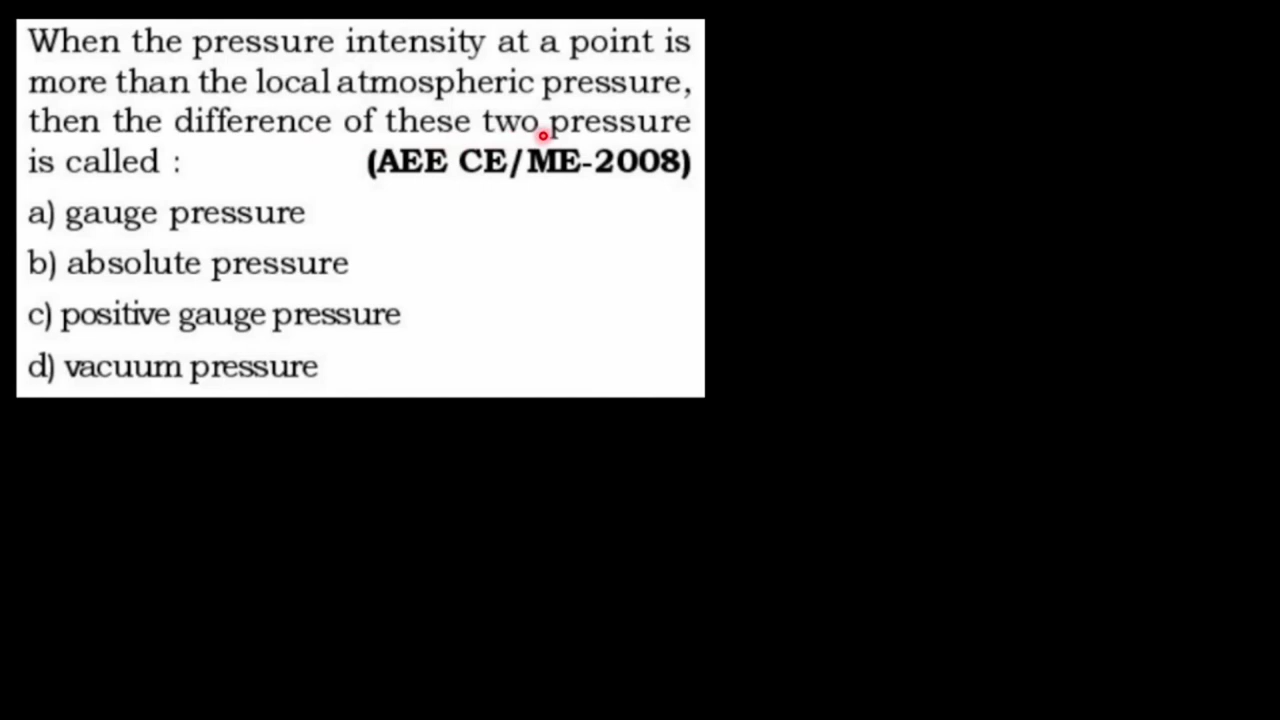 When the pressure intensity at a point is
more than the local atmospheric pressure,
then the difference of these two pressure
is called : (AEE CE/ME-2008)
a) gauge pressure
b) absolute pressure
c) positive gauge pressure
d) vacuum pressure